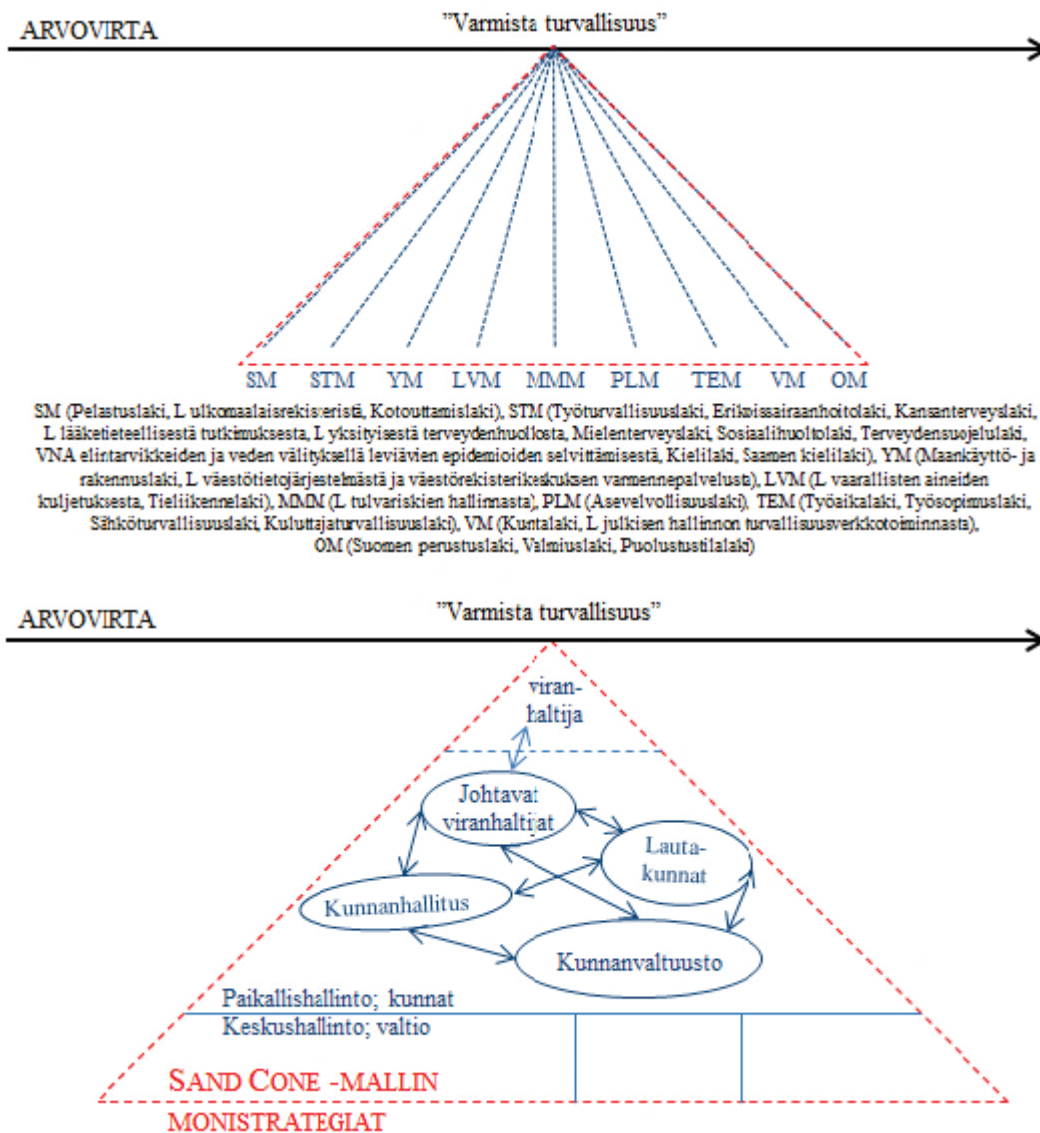 ARVOVIRTA
”Varmista turvallisuus”
SM STM YM LVM MMM PLM TEM VM OM
SM (Pelastuslaki, L ulkomaalaisrekisteristä, Kotouttamislaki), STM (Työturvallisuuslaki, Erikoissairaanhoitolaki, Kansanterveyslaki,
L lääketieteellisestä tutkimuksesta, L yksityisestä terveydenhuollosta, Mielenterveyslaki, Sosiaalihuoltolaki, Terveydensuojelulaki,
VNA elintarvikkeiden ja veden välityksellä leviävien epidemioiden selvittämisestä, Kielilaki, Saamen kielilaki), YM (Maankäyttö- ja
rakennuslaki, L väestötietojärjestelmästä ja väestörekisterikeskuksen varmennepalvelusta), LVM (L vaarallisten aineiden
kuljetuksesta, Tieliikennelaki), MMM (L tulvariskien hallinnasta), PLM (Asevelvollisuuslaki), TEM (Työaikalaki, Työsopimuslaki,
Sähköturvallisuuslaki, Kuluttajaturvallisuuslaki), VM (Kuntalaki, L julkisen hallinnon turvallisuusverkkotoiminnasta),
OM (Suomen perustuslaki, Valmiuslaki, Puolustustilalaki)
ARVOVIRTA
”Varmista turvallisuus”
viran-
haltija
Johtavat
viranhaltijat
Lauta-
kunnat
Kunnanhallitus
Kunnanvaltuusto
Paikallishallinto; kunnat
Keskushallinto; valtio
SAND CONE -MALLIN
MONISTRATEGIAT